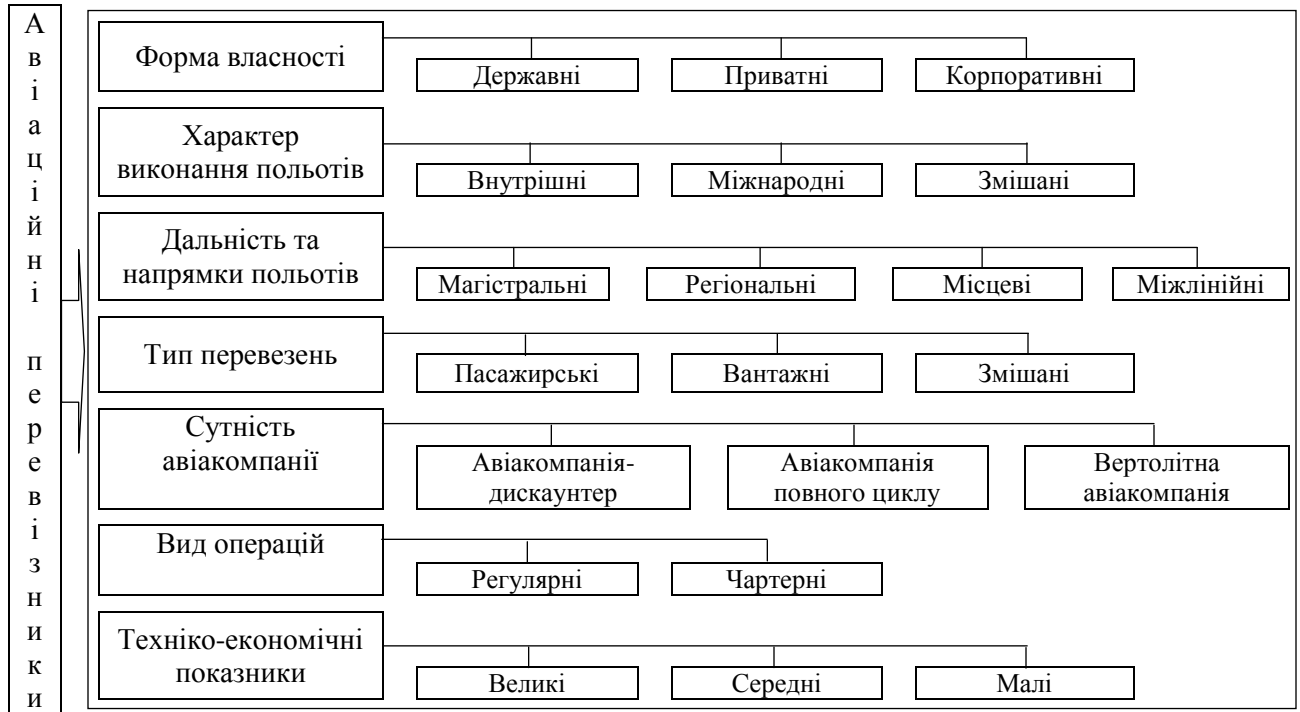 Авіаційні перевізники
Форма власності
Державні
Приватні
Корпоративні
Характер
виконання польотів
Внутрішні
Міжнародні
Змішані
Дальність та
напрямки польотів
Магістральні
Регіональні
Місцеві
Міжлінійні
Тип перевезень
Пасажирські
Вантажні
Змішані
Сутність
авіакомпанії
Авіакомпанія-
дискаунтер
Авіакомпанія
повного циклу
Вертолітна
авіакомпанія
Вид операцій
Регулярні
Чартерні
Техніко-економічні
показники
Великі
Середні
Малі